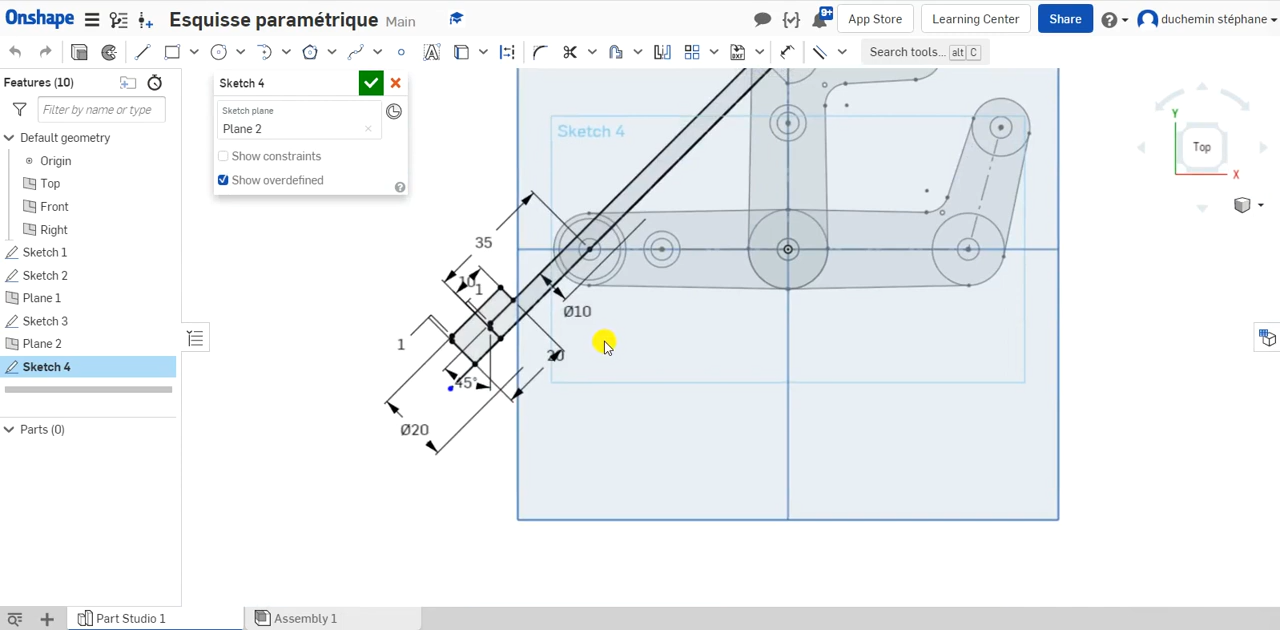 Onshape
Esquisse paramétrique Main
9+
App Store
Learning Center
Share
duchemin stéphane
Search tools... alt C
Features (10)
Filter by name or type
Default geometry
Origin
Top
Front
Right
Sketch 1
Sketch 2
Plane 1
Sketch 3
Plane 2
Sketch 4
Parts (0)
Sketch 4
Sketch plane
Plane 2
Show constraints
Show overdefined
Sketch 4
35
10
1
Ø10
1
20
45°
Ø20
Y
Top
X
Part Studio 1
Assembly 1